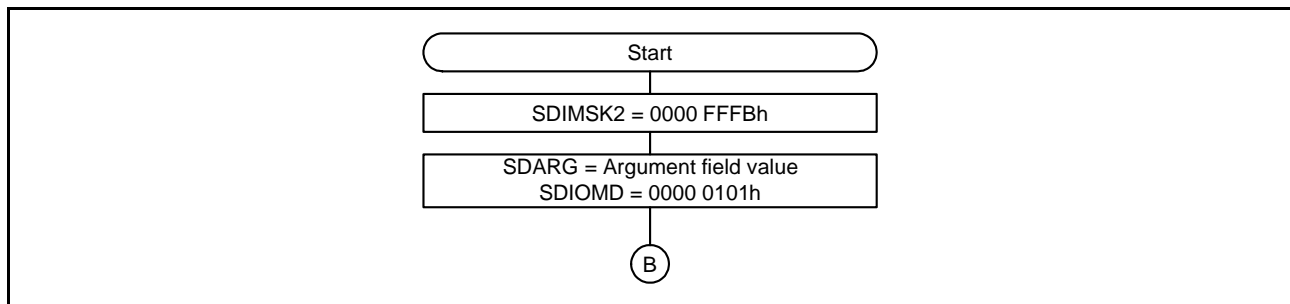 Start
SDIMSK2 = 0000 FFFBh
SDARG = Argument field value
SDIOMD = 0000 0101h
B